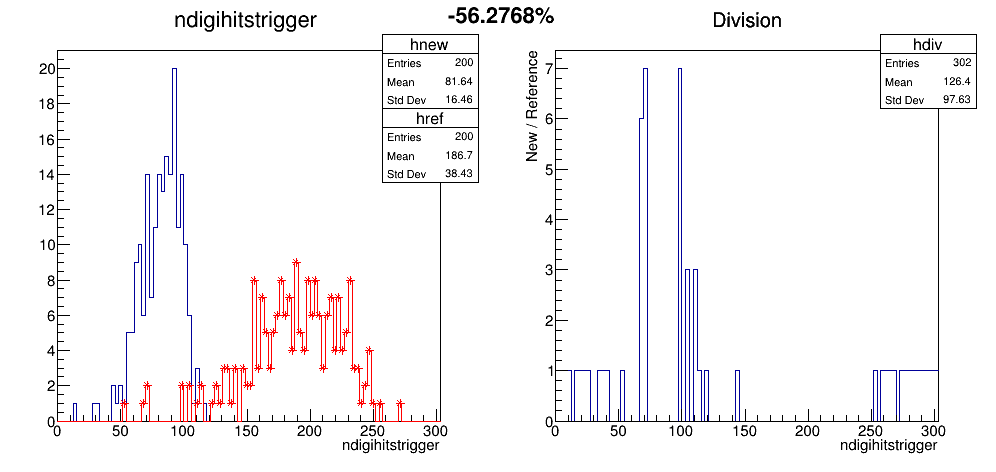 ndigihitstrigger
-56.2768%
Division
hnew
Entries 200
Mean 81.64
Std Dev 16.46
href
Entries 200
Mean 186.7
Std Dev 38.43
20
18
16
14
12
10
8
6
4
2
0
0 50 100 150 200 250 300
ndigihitstrigger
hdiv
Entries 302
Mean 126.4
Std Dev 97.63
New / Reference
7
6
5
4
3
2
1
0
0 50 100 150 200 250 300
ndigihitstrigger